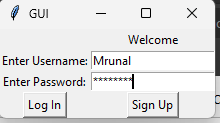 GUI
Welcome
Enter Username: Mrunal
Enter Password: ********
Log In Sign Up